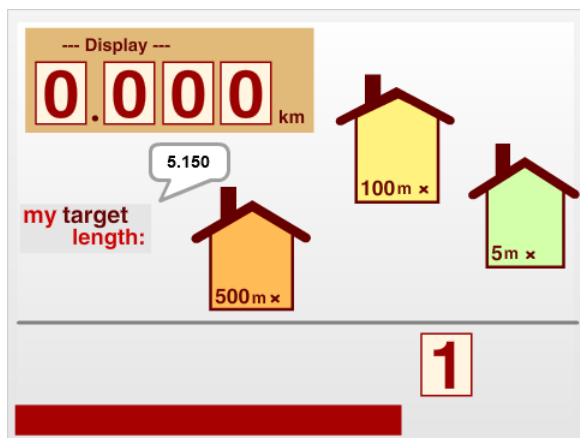 --- Display ---
0.000 km
5.150
100m ×
my target
length:
5m ×
500m ×
1